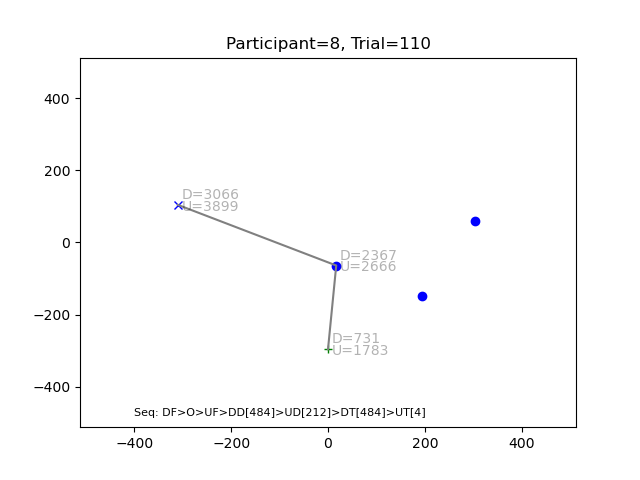 Participant=8, Trial=110
400
200
0
−200
−400
D=3066
U=3899
D=2367
U=2666
D=731
U=1783
Seq: DF>O>UF>DD[484]>UD[212]>DT[484]>UT[4]
−400
−200
0
200
400